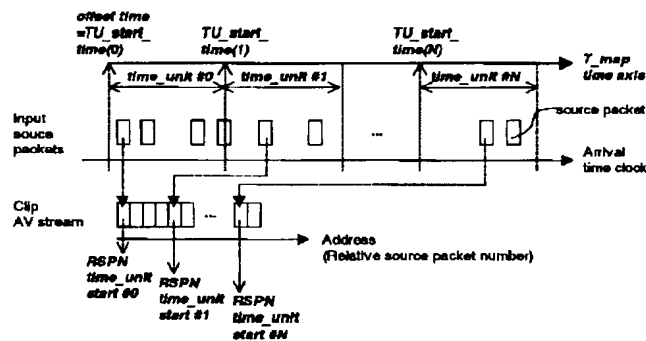 offset time
=TU_start_
time(0)
TU_start_
time(1)
TU_start_
time(N)
T_map
time axis
time_unit #0
time_unit #1
time_unit #N
source packet
Input
souce
packets
...
Arrival
time clock
Clip
AV stream
...
Address
(Relative source packet number)
RSPN
time_unit
start #0
RSPN
time_unit
start #1
RSPN
time_unit
start #N